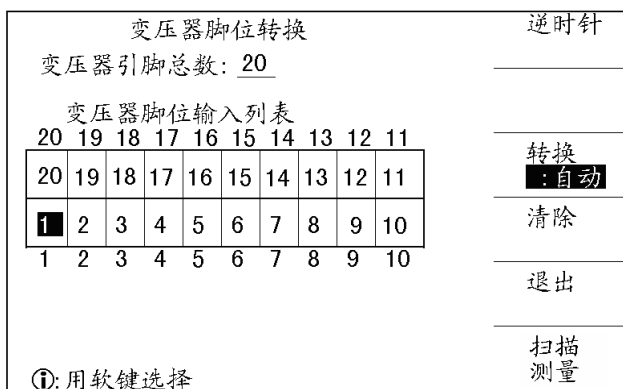 变压器脚位转换
变压器引脚总数: 20
变压器脚位输入列表
20 19 18 17 16 15 14 13 12 11
20 19 18 17 16 15 14 13 12 11
1 2 3 4 5 6 7 8 9 10
1 2 3 4 5 6 7 8 9 10
ⓘ: 用软键选择
逆时针
转换
:自动
清除
退出
扫描
测量